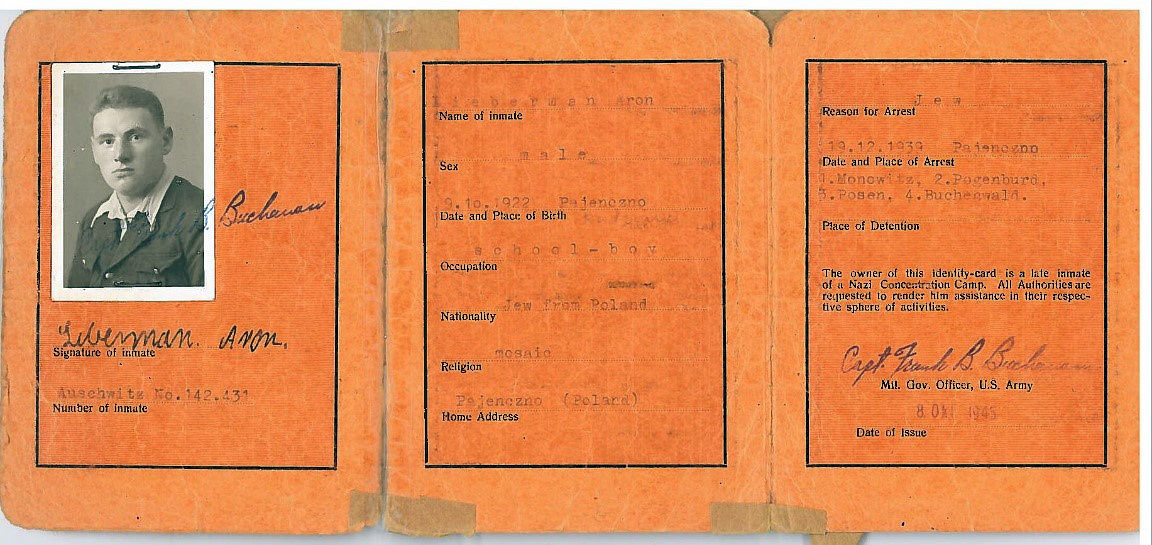 Capt. Frank B. Buchanan
Leberman. Aron.
Signature of inmate
Auschwitz No.142.431
Number of inmate
Lieberman Aron
Name of inmate
male
Sex
9.10.1922 Pajenczno
Date and Place of Birth
school-boy
Occupation
Jew from Poland
Nationality
mosaic
Religion
Pajenczno (Poland)
Home Address
Jew
Reason for Arrest
19.12.1939 Pajenczno
Date and Place of Arrest
1.Monowitz, 2.Pogenburd,
3.Posen, 4.Buchenwald.
Place of Detention
The owner of this identity-card is a late inmate
of a Nazi Concentration Camp. All Authorities are
requested to render him assistance in their respec-
tive sphere of activities.
Capt. Frank B. Buchanan
Mil. Gov. Officer, U.S. Army
8. 1945
Date of Issue